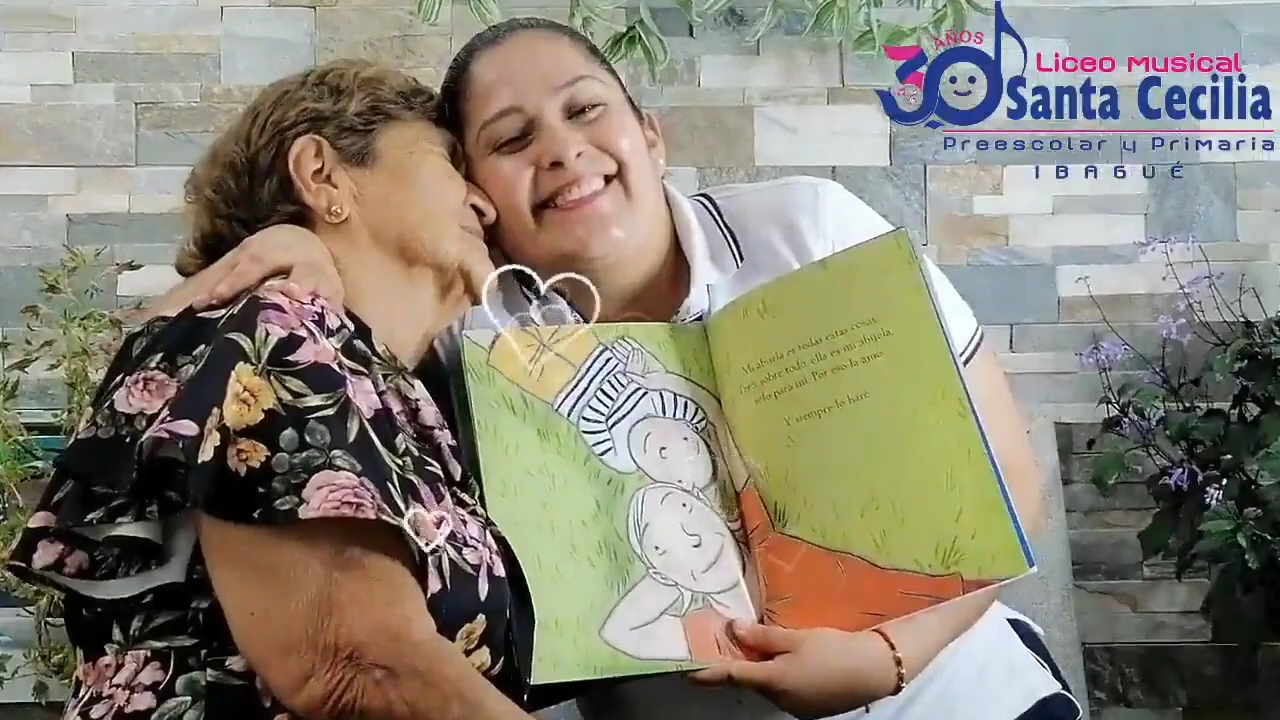 30 AÑOS
Liceo Musical
Santa Cecilia
Preescolar y Primaria
IBAGUÉ
Mi abuela es todas estas cosas,
pero sobre todo, ella es mi abuela,
solo para mí. Por eso la amo
Y siempre lo haré